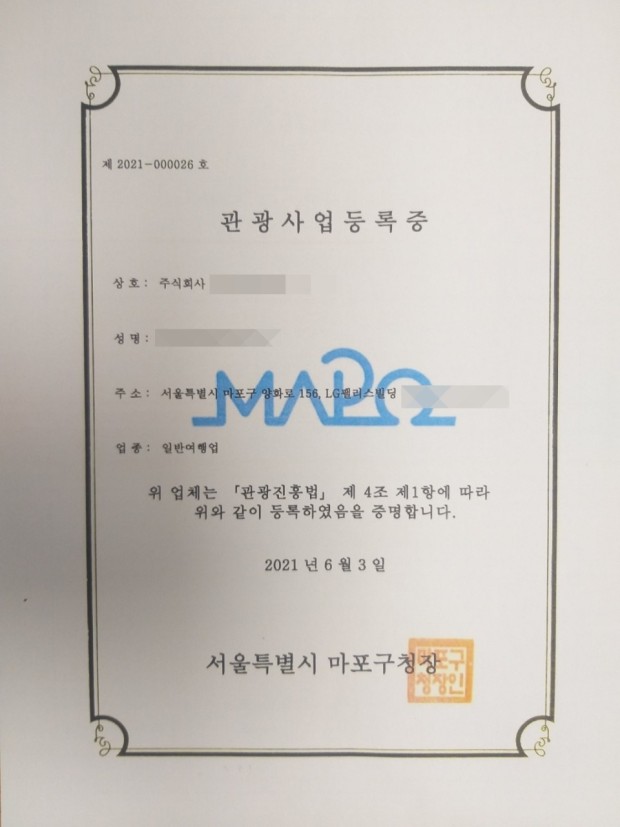 제 2021-000026 호
관광사업등록증
상 호 : 주식회사
성 명 :
주 소 : 서울특별시 마포구 양화로 156, LG팰리스빌딩
MAPO
업 종 : 일반여행업
위 업체는 「관광진흥법」 제 4조 제1항에 따라
위와 같이 등록하였음을 증명합니다.
2021 년 6 월 3 일
서울특별시 마포구청장
마포구
청장인